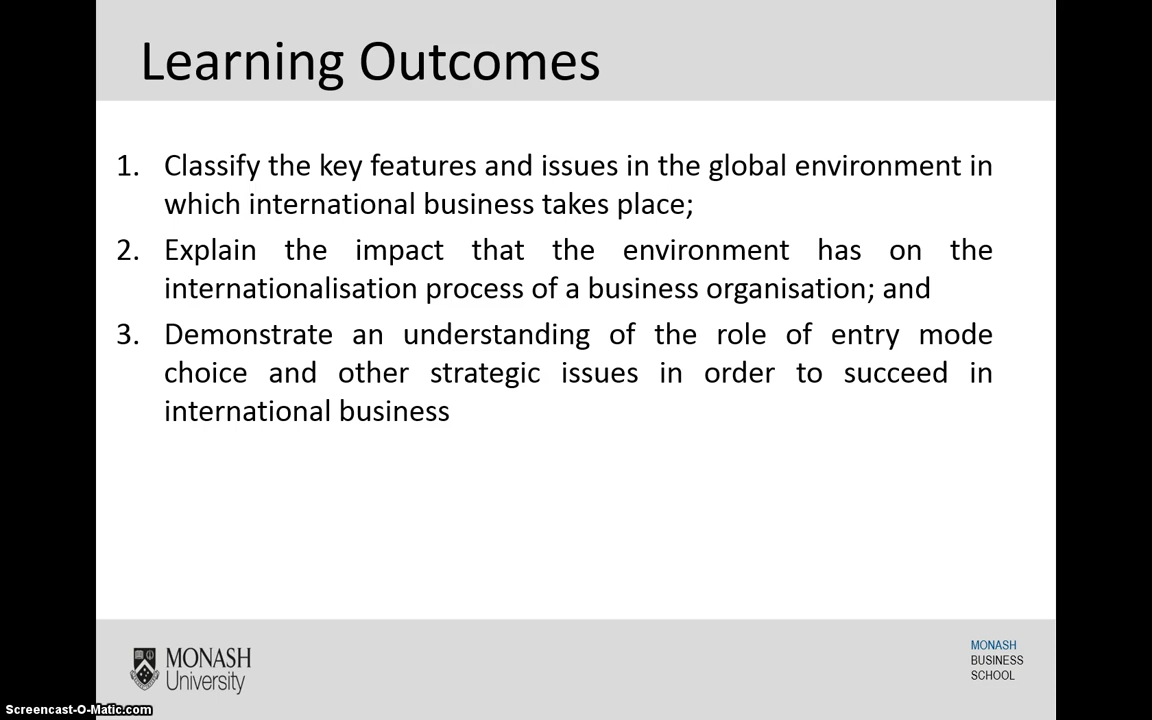 Learning Outcomes
1. Classify the key features and issues in the global environment in
which international business takes place;
2. Explain the impact that the environment has on the
internationalisation process of a business organisation; and
3. Demonstrate an understanding of the role of entry mode
choice and other strategic issues in order to succeed in
international business
MONASH
University
MONASH
BUSINESS
SCHOOL
Screencast-O-Matic.com